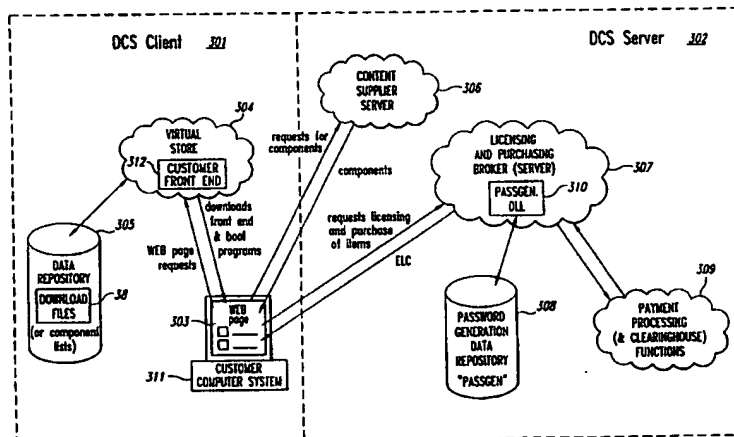 DCS Client 301
DCS Server 302
304
VIRTUAL
STORE
312
CUSTOMER
FRONT END
CONTENT
SUPPLIER
SERVER
306
requests for
components
components
LICENSING
AND PURCHASING
BROKER (SERVER)
307
PASSGEN.
DLL
310
305
DATA
REPOSITORY
DOWNLOAD
FILES
38
(or component
lists)
WEB page
requests
downloads
front end
& boot
programs
requests licensing
and purchase
of items
ELC
303
WEB
page
311
CUSTOMER
COMPUTER SYSTEM
PASSWORD
GENERATION
DATA
REPOSITORY
"PASSGEN"
308
309
PAYMENT
PROCESSING
(& CLEARINGHOUSE)
FUNCTIONS